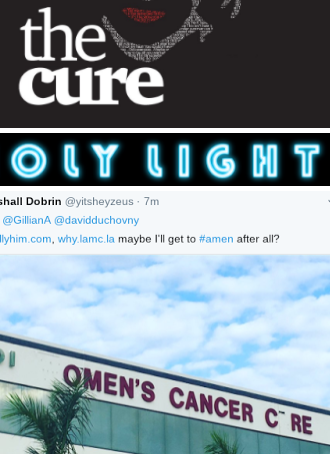 the
cure
OLY LIGHT
shall Dobrin @yitsheyzeus · 7m
@GillianA @davidduchovny
llyhim.com, why.lamc.la maybe I'll get to #amen after all?
OMEN'S CANCER C RE